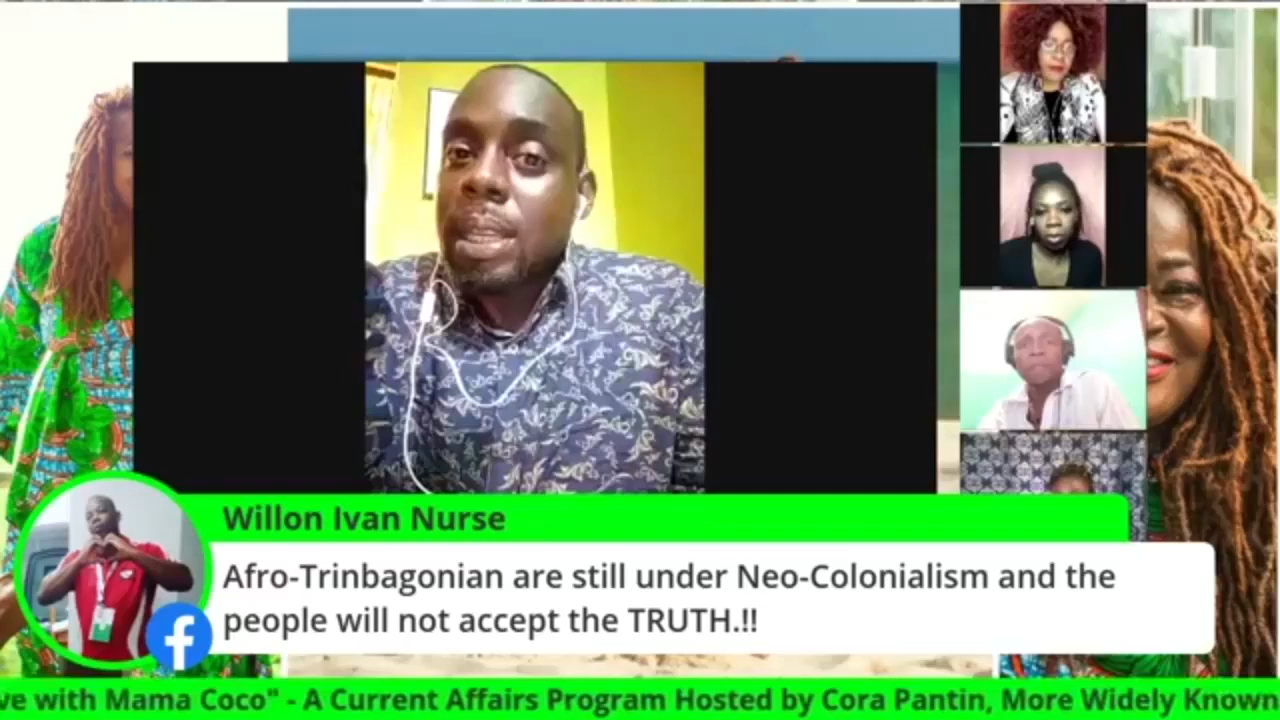 Willon Ivan Nurse
Afro-Trinbagonian are still under Neo-Colonialism and the
people will not accept the TRUTH.!!
ve with Mama Coco" - A Current Affairs Program Hosted by Cora Pantin, More Widely Known